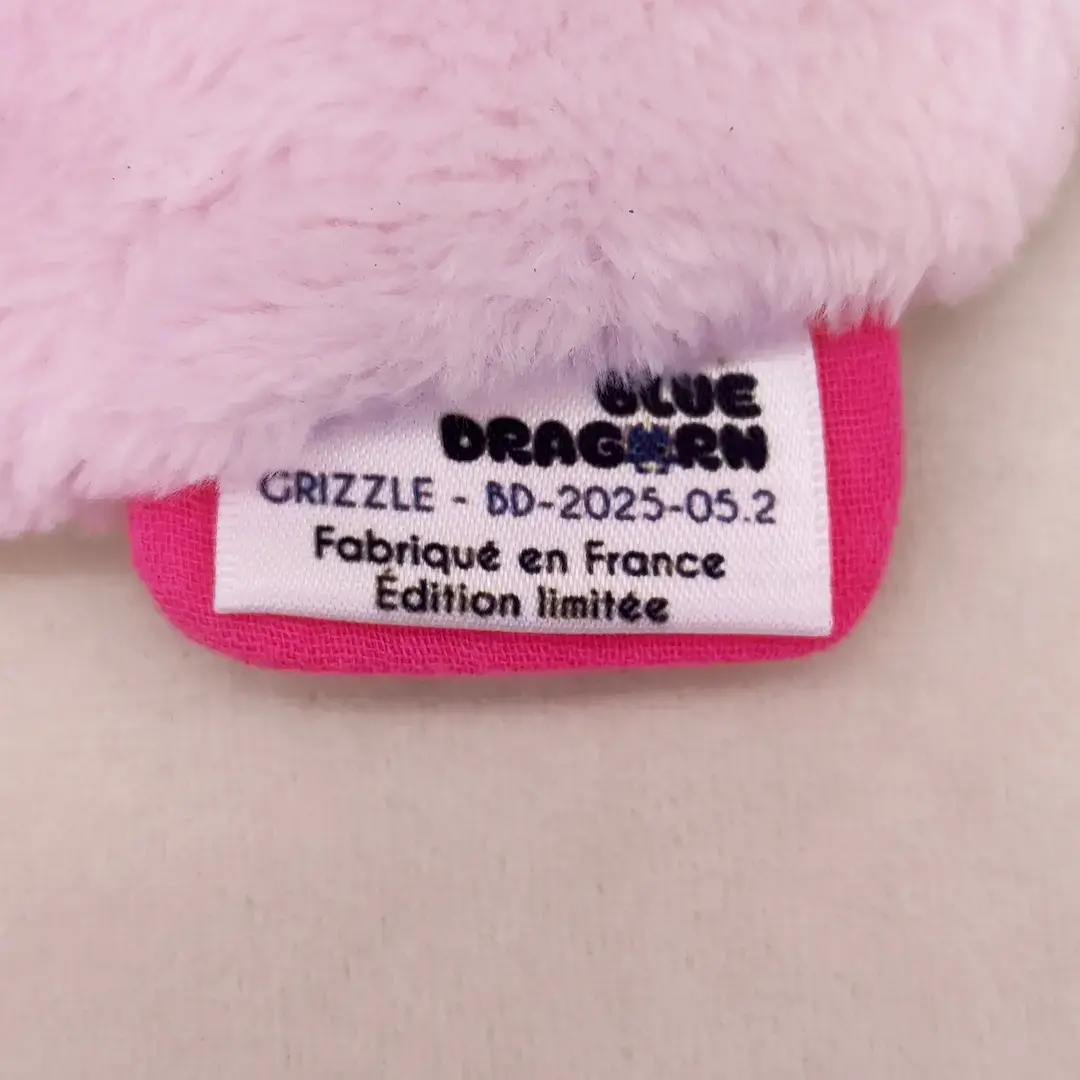 BLUE
DRAGORN
GRIZZLE - BD-2025-05.2
Fabriqué en France
Édition limitée